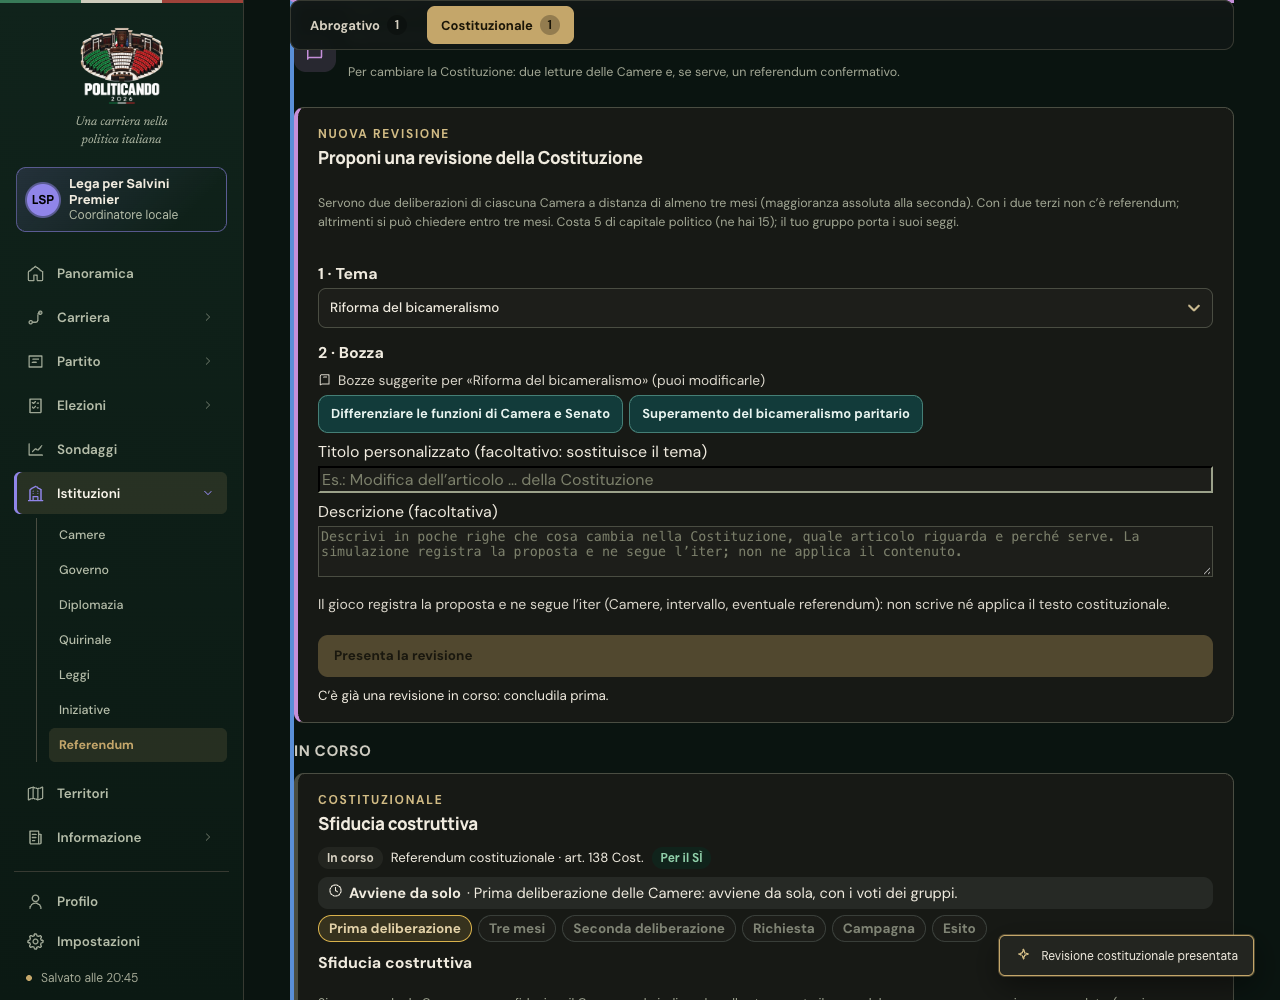 POLITICANDO
2026
Una carriera nella
politica italiana
LSP
Lega per Salvini
Premier
Coordinatore locale
Panoramica
Carriera
Partito
Elezioni
Sondaggi
Istituzioni
Camere
Governo
Diplomazia
Quirinale
Leggi
Iniziative
Referendum
Territori
Informazione
Profilo
Impostazioni
Salvato alle 20:45
Abrogativo 1
Costituzionale 1
Per cambiare la Costituzione: due letture delle Camere e, se serve, un referendum confermativo.
NUOVA REVISIONE
Proponi una revisione della Costituzione
Servono due deliberazioni di ciascuna Camera a distanza di almeno tre mesi (maggioranza assoluta alla seconda). Con i due terzi non c’è referendum;
altrimenti si può chiedere entro tre mesi. Costa 5 di capitale politico (ne hai 15); il tuo gruppo porta i suoi seggi.
1 · Tema
Riforma del bicameralismo
2 · Bozza
Bozze suggerite per «Riforma del bicameralismo» (puoi modificarle)
Differenziare le funzioni di Camera e Senato
Superamento del bicameralismo paritario
Titolo personalizzato (facoltativo: sostituisce il tema)
Es.: Modifica dell’articolo … della Costituzione
Descrizione (facoltativa)
Descrivi in poche righe che cosa cambia nella Costituzione, quale articolo riguarda e perché serve. La
simulazione registra la proposta e ne segue l’iter; non ne applica il contenuto.
Il gioco registra la proposta e ne segue l’iter (Camere, intervallo, eventuale referendum): non scrive né applica il testo costituzionale.
Presenta la revisione
C’è già una revisione in corso: concludila prima.
IN CORSO
COSTITUZIONALE
Sfiducia costruttiva
In corso Referendum costituzionale · art. 138 Cost. Per il SÌ
Avviene da solo · Prima deliberazione delle Camere: avviene da sola, con i voti dei gruppi.
Prima deliberazione
Tre mesi
Seconda deliberazione
Richiesta
Campagna
Esito
Sfiducia costruttiva
Revisione costituzionale presentata